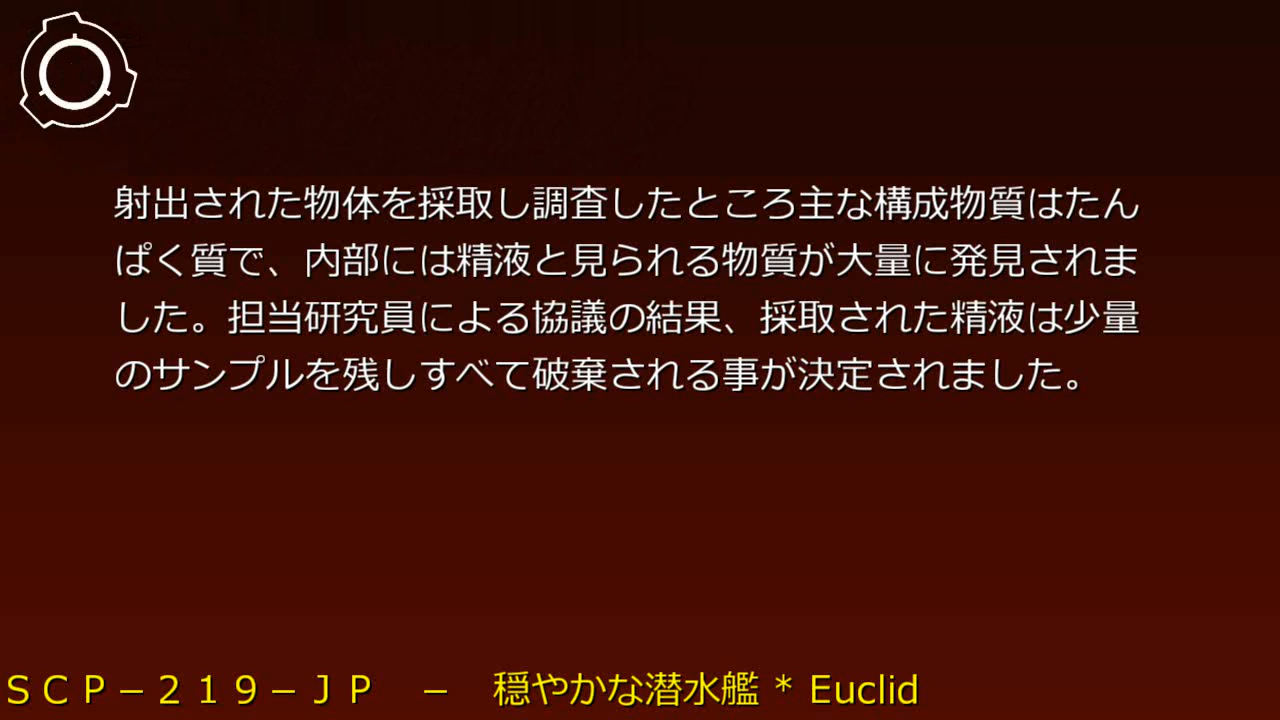 射出された物体を採取し調査したところ主な構成物質はたん
ぱく質で、内部には精液と見られる物質が大量に発見されま
した。担当研究員による協議の結果、採取された精液は少量
のサンプルを残しすべて破棄される事が決定されました。
ＳＣＰ－２１９－ＪＰ　－　穏やかな潜水艦 * Euclid